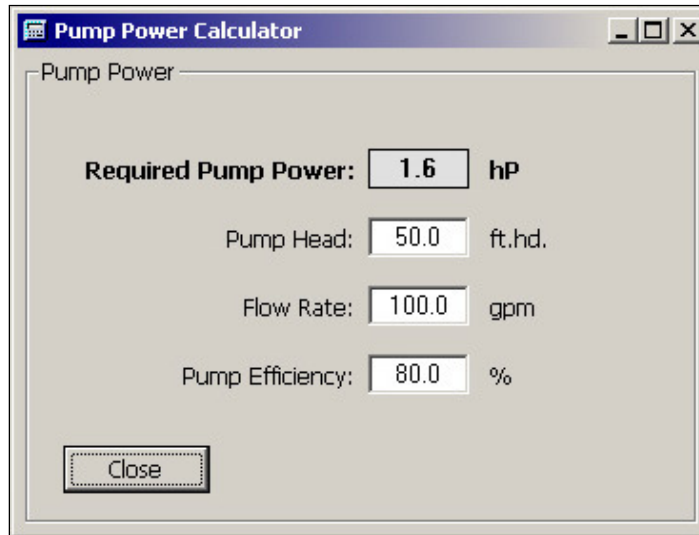 Pump Power Calculator
Pump Power
Required Pump Power: 1.6 hP
Pump Head: 50.0 ft.hd.
Flow Rate: 100.0 gpm
Pump Efficiency: 80.0 %
Close